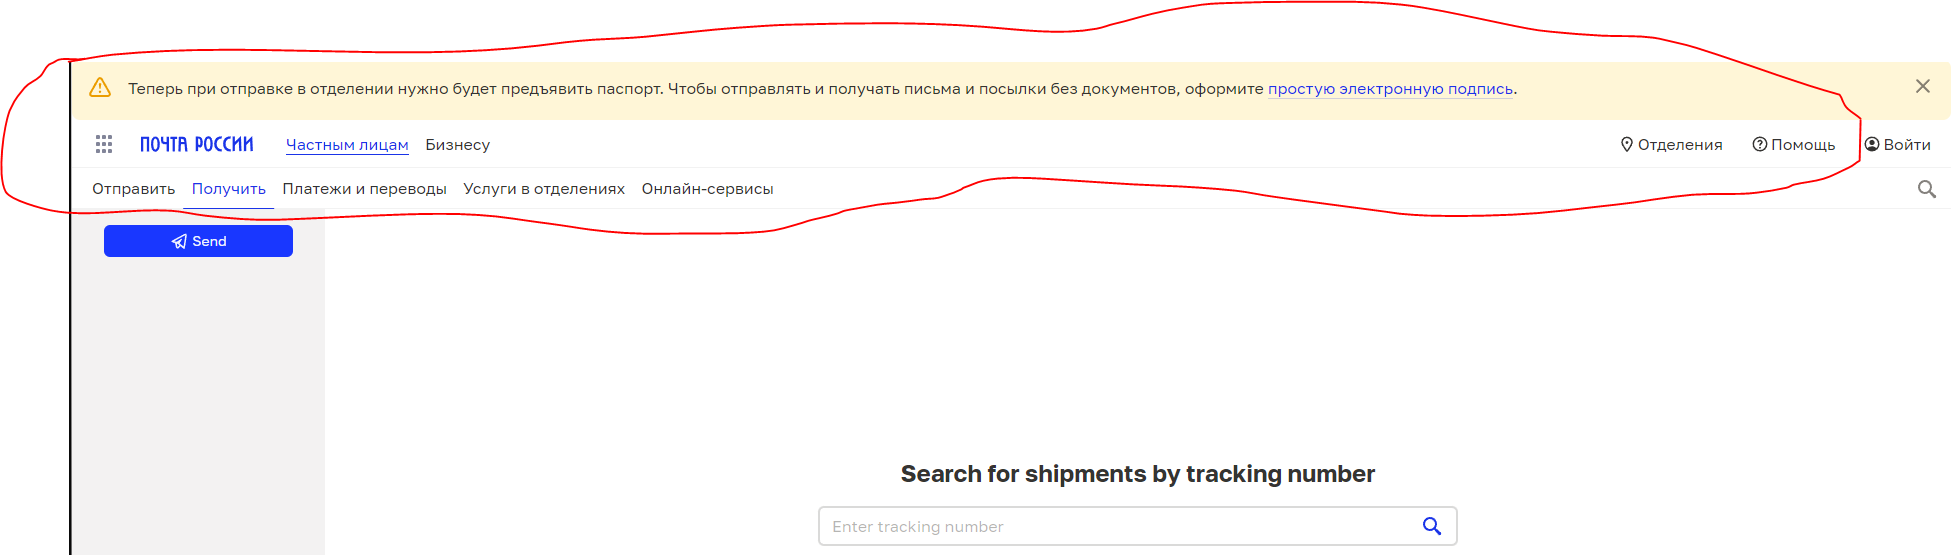 Теперь при отправке в отделении нужно будет предъявить паспорт. Чтобы отправлять и получать письма и посылки без документов, оформите простую электронную подпись.
ПОЧТА РОССИИ Частным лицам Бизнесу Отделения Помощь Войти
Отправить Получить Платежи и переводы Услуги в отделениях Онлайн-сервисы
Send
Search for shipments by tracking number
Enter tracking number